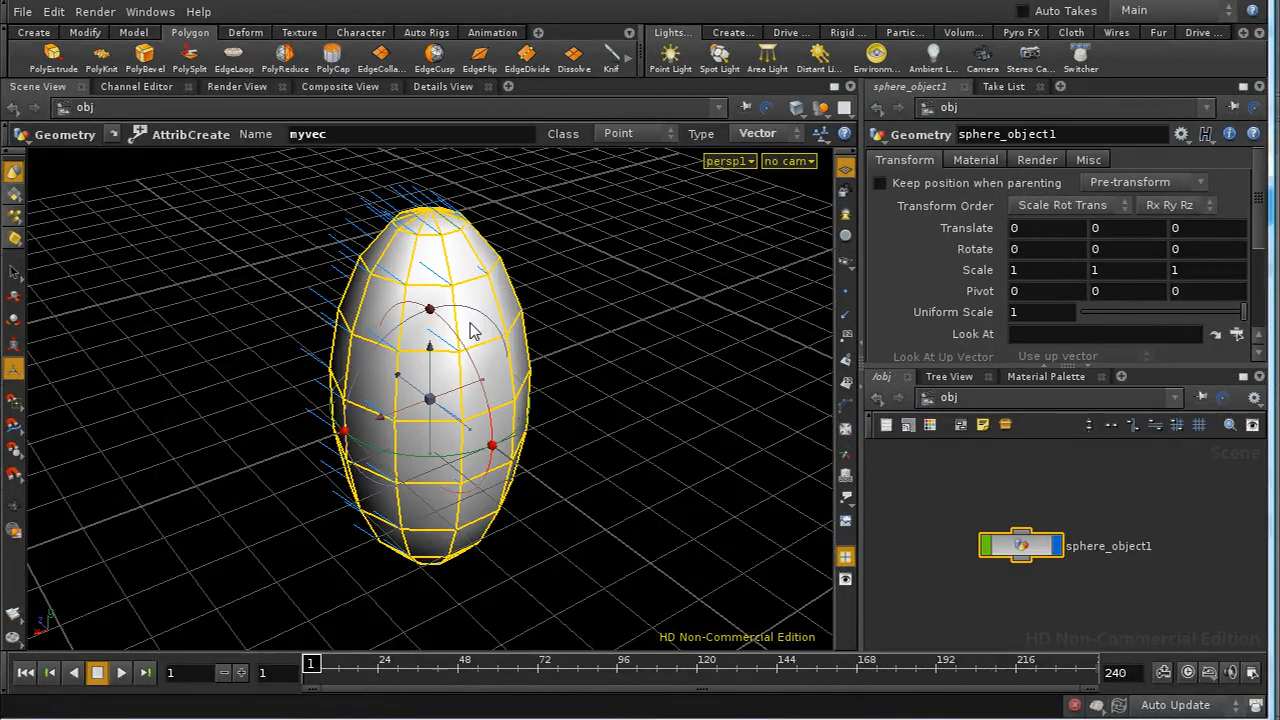 File Edit Render Windows Help Auto Takes Main
Create Modify Model Polygon Deform Texture Character Auto Rigs Animation Lights... Create... Drive ... Rigid ... Partic... Volum... Pyro FX Cloth Wires Fur Drive ...
PolyExtrude PolyKnit PolyBevel PolySplit EdgeLoop PolyReduce PolyCap EdgeColla... EdgeCusp EdgeFlip EdgeDivide Dissolve Knif Point Light Spot Light Area Light Distant Li... Environm... Ambient L... Camera Stereo Ca... Switcher
Scene View Channel Editor Render View Composite View Details View sphere_object1 Take List
obj obj
Geometry AttribCreate Name myvec Class Point Type Vector Geometry sphere_object1
persp1 no cam Transform Material Render Misc
Keep position when parenting Pre-transform
Transform Order Scale Rot Trans Rx Ry Rz
Translate 0 0 0
Rotate 0 0 0
Scale 1 1 1
Pivot 0 0 0
Uniform Scale 1
Look At
Look At Up Vector Use up vector
/obj Tree View Material Palette
obj
Scene
sphere_object1
HD Non-Commercial Edition HD Non-Commercial Edition
1 1 1 24 48 72 96 120 144 168 192 216 240
Auto Update